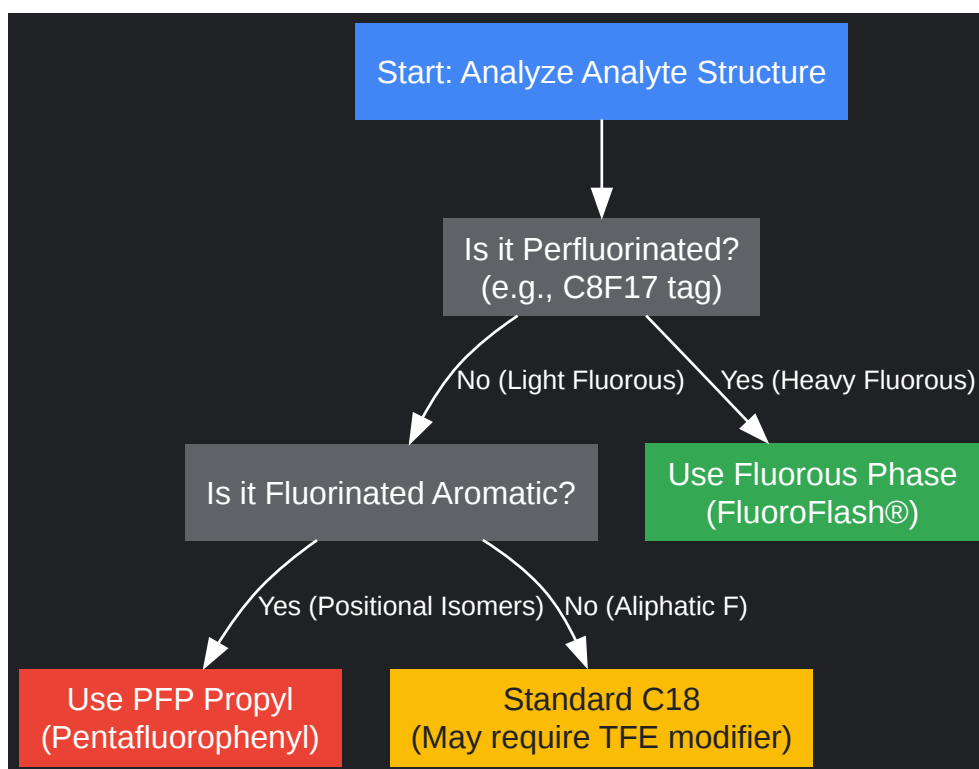 Start: Analyze Analyte Structure
Is it Perfluorinated?
(e.g., C8F17 tag)
No (Light Fluorous)
Yes (Heavy Fluorous)
Is it Fluorinated Aromatic?
Use Fluorous Phase
(FluoroFlash®)
Yes (Positional Isomers)
No (Aliphatic F)
Use PFP Propyl
(Pentafluorophenyl)
Standard C18
(May require TFE modifier)